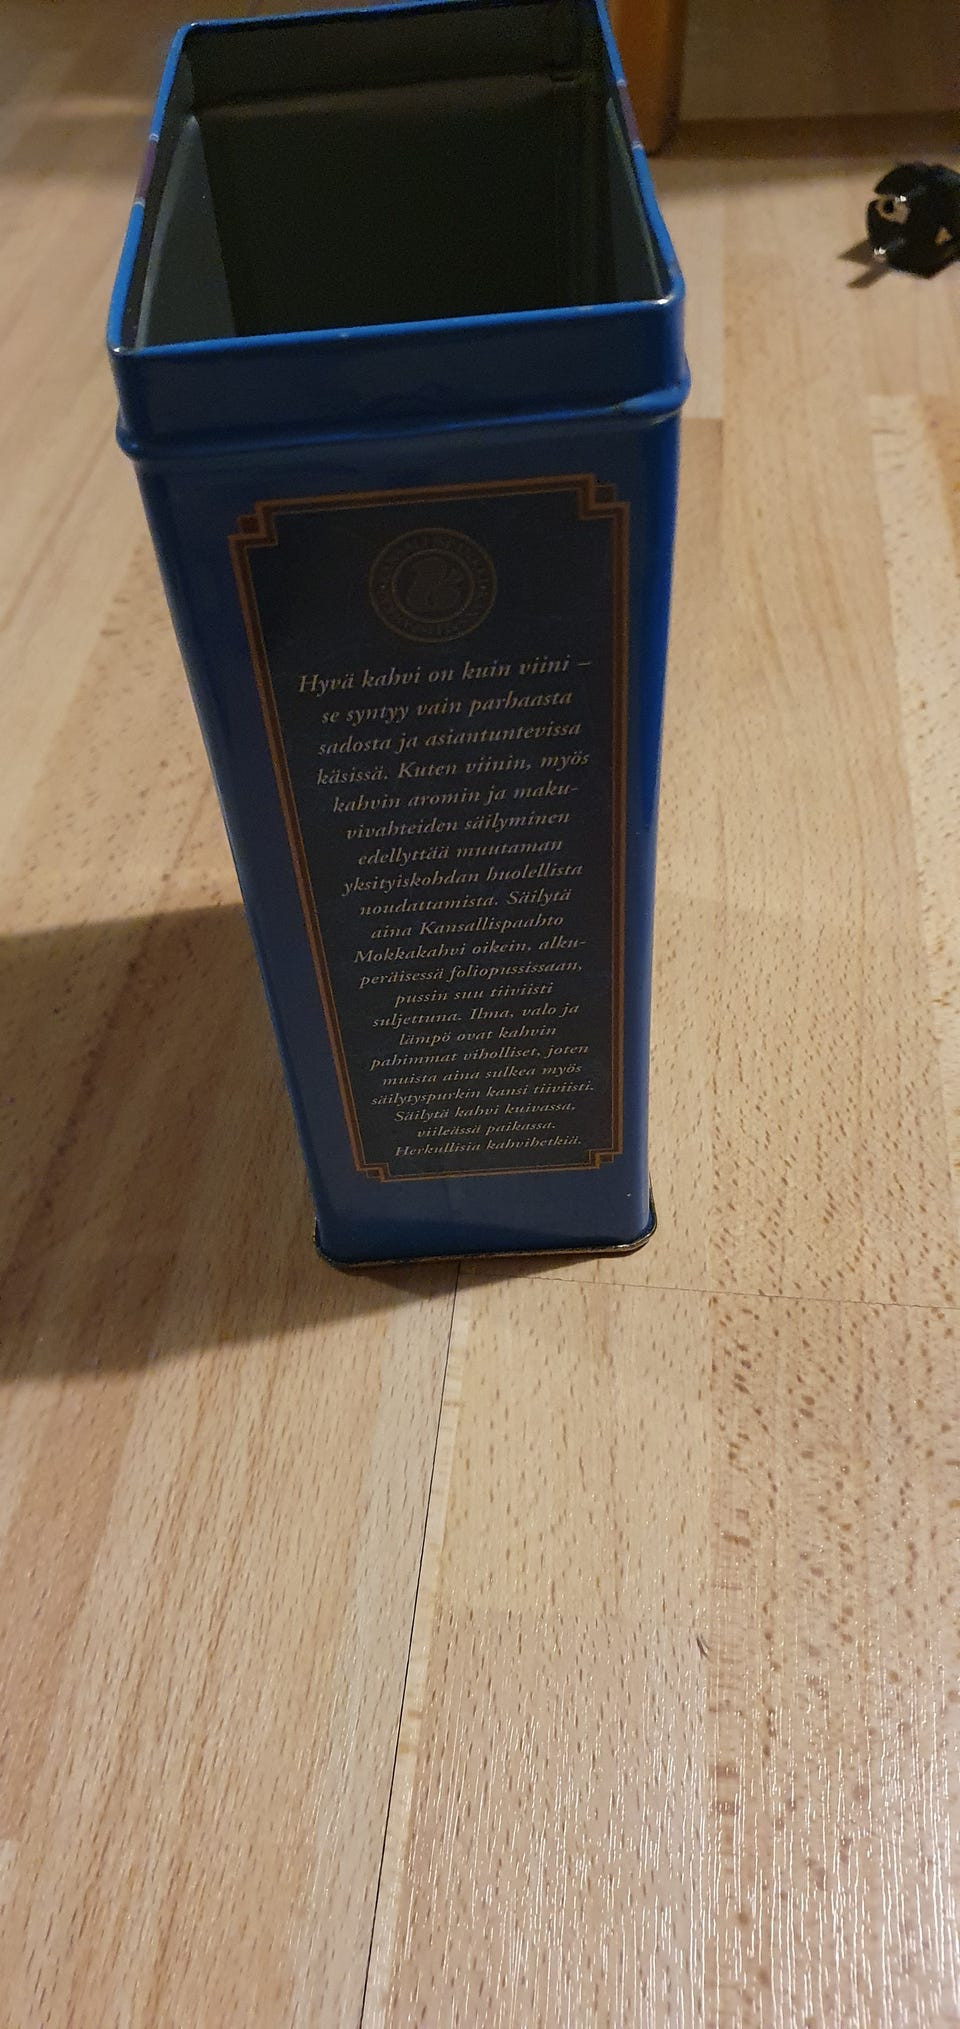 Hyvä kahvi on kuin viini –
se syntyy vain parhaasta
sadosta ja asiantuntevissa
käsissä. Kuten viinin, myös
kahvin aromin ja maku-
vivahteiden säilyminen
edellyttää muutaman
yksityiskohdan huolellista
noudattamista. Säilytä
aina Kansallispaahto
Mokkakahvi oikein, alku-
peräisessä foliopussissaan,
pussin suu tiiviisti
suljettuna. Ilma, valo ja
lämpö ovat kahvin
pahimmat viholliset, joten
muista aina sulkea myös
säilytyspurkin kansi tiiviisti.
Säilytä kahvi kuivassa,
viileässä paikassa.
Herkullisia kahvihetkiä.